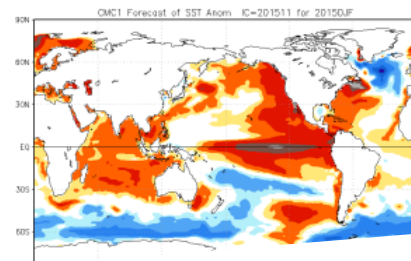 CMC1 Forecast of SST Anom IC=201511 for 2015DJF
90N
60N
30N
EQ
30S
60S